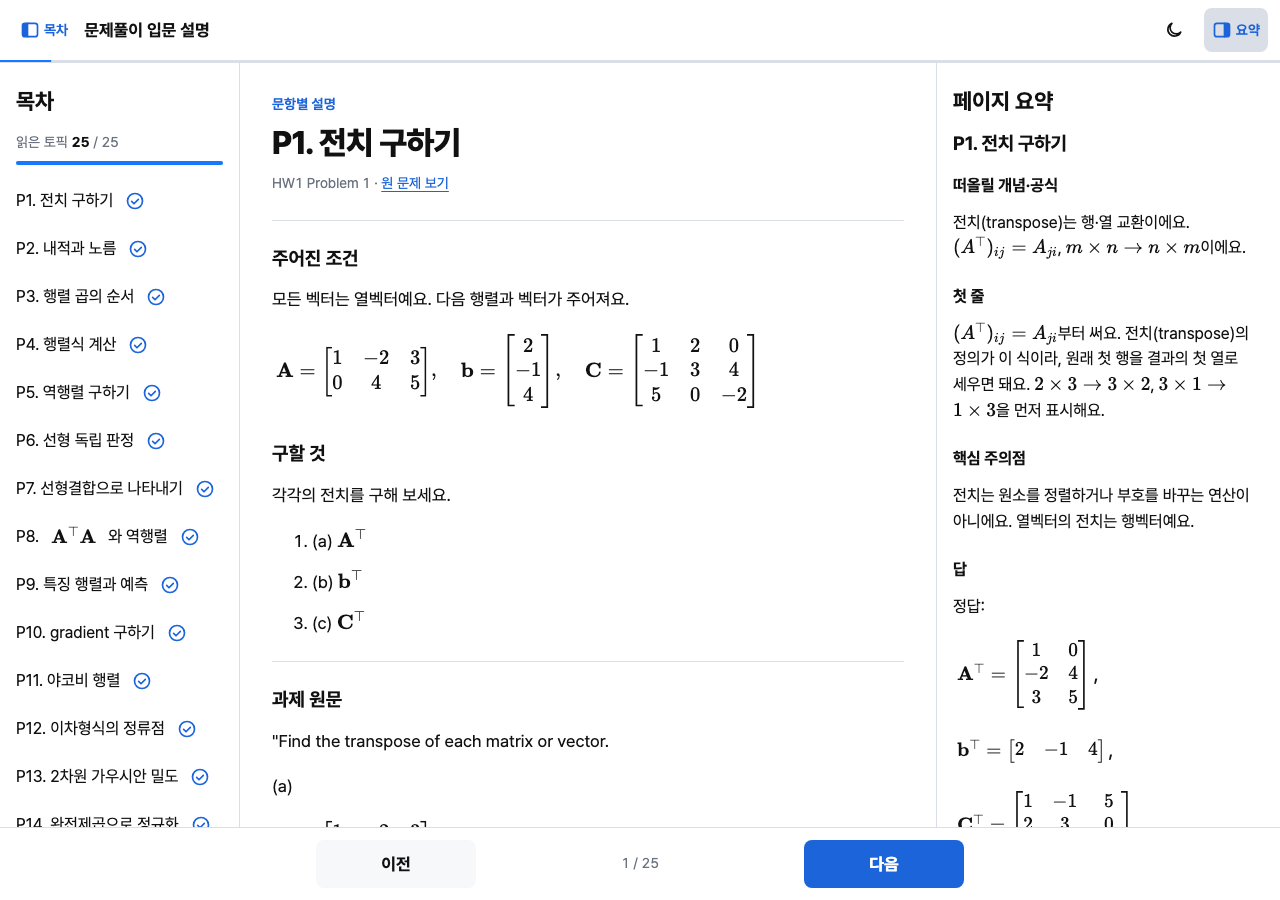 목차
문제풀이 입문 설명
요약
목차
읽은 토픽 25 / 25
P1. 전치 구하기
P2. 내적과 노름
P3. 행렬 곱의 순서
P4. 행렬식 계산
P5. 역행렬 구하기
P6. 선형 독립 판정
P7. 선형결합으로 나타내기
P8. A⊤A 와 역행렬
P9. 특징 행렬과 예측
P10. gradient 구하기
P11. 야코비 행렬
P12. 이차형식의 정류점
P13. 2차원 가우시안 밀도
P14. 완전제곱으로 정규화
문항별 설명
P1. 전치 구하기
HW1 Problem 1 · 원 문제 보기
주어진 조건
모든 벡터는 열벡터예요. 다음 행렬과 벡터가 주어져요.
A = [1 −2 3; 0 4 5], b = [2; −1; 4], C = [1 2 0; −1 3 4; 5 0 −2]
구할 것
각각의 전치를 구해 보세요.
1. (a) A⊤
2. (b) b⊤
3. (c) C⊤
과제 원문
"Find the transpose of each matrix or vector.
(a)
페이지 요약
P1. 전치 구하기
떠올릴 개념·공식
전치(transpose)는 행·열 교환이에요.
(A⊤)ij = Aji, m × n → n × m이에요.
첫 줄
(A⊤)ij = Aji부터 써요. 전치(transpose)의
정의가 이 식이라, 원래 첫 행을 결과의 첫 열로
세우면 돼요. 2 × 3 → 3 × 2, 3 × 1 →
1 × 3을 먼저 표시해요.
핵심 주의점
전치는 원소를 정렬하거나 부호를 바꾸는 연산이
아니에요. 열벡터의 전치는 행벡터예요.
답
정답:
A⊤ = [1 0; −2 4; 3 5],
b⊤ = [2 −1 4],
C⊤ = [1 −1 5; 2 3 0
이전
1 / 25
다음